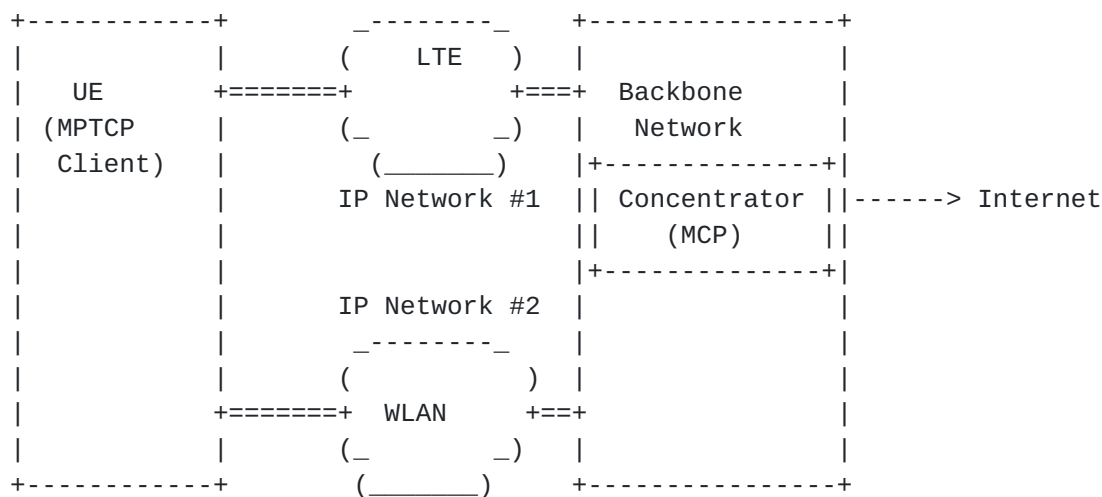 LTE
UE Backbone
(MPTCP Network
Client)
IP Network #1 Concentrator ------> Internet
(MCP)
IP Network #2
WLAN